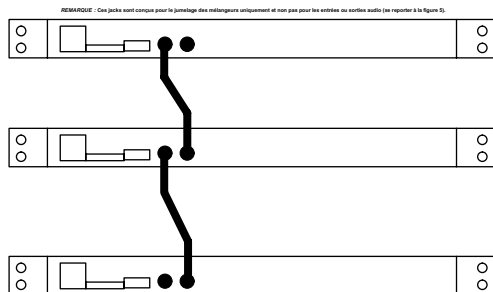 REMARQUE : Ces jacks sont conçus pour le jumelage des mélangeurs uniquement et non pas pour les entrées ou sorties audio (se reporter à la figure 5).